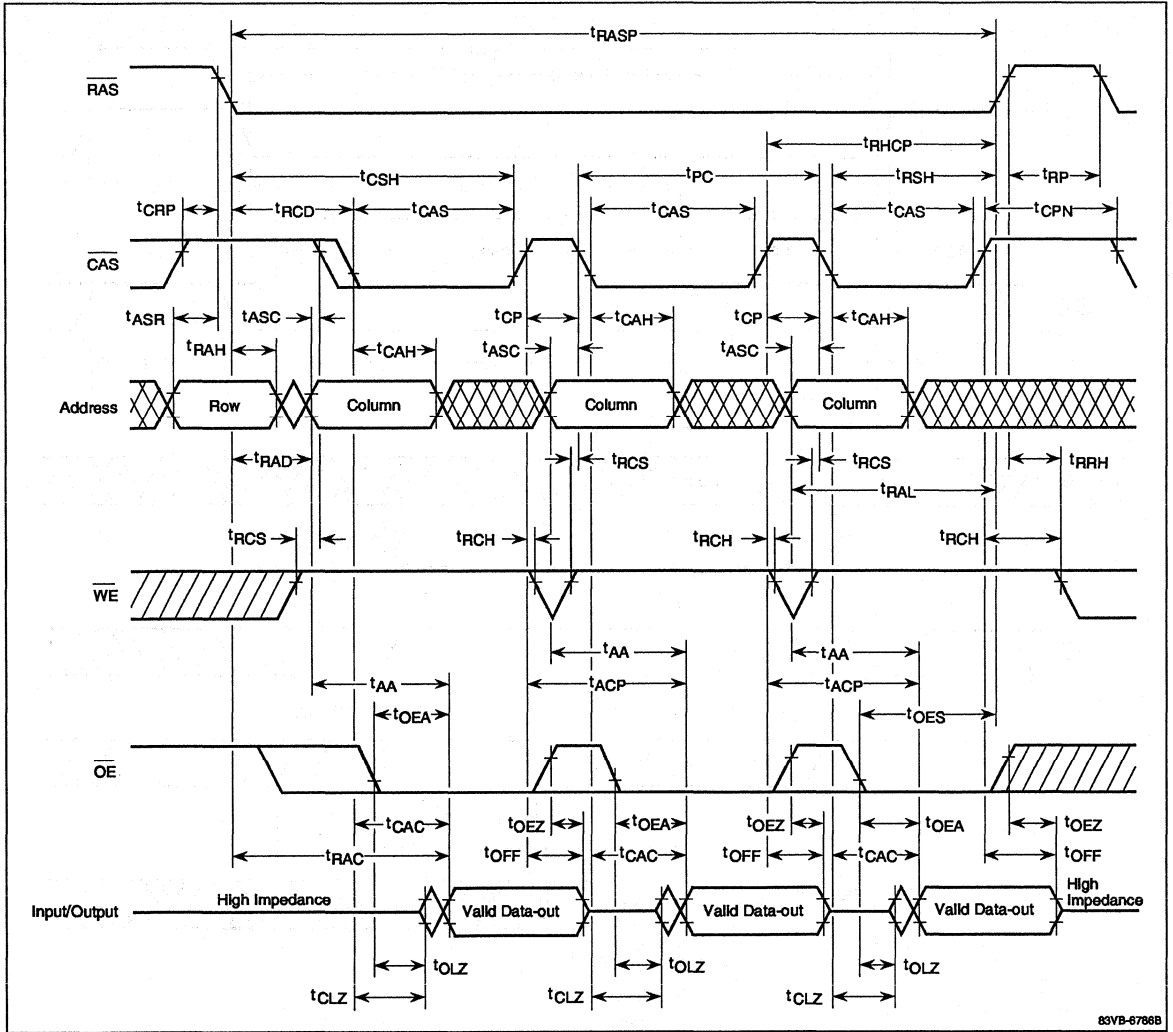 tRASP
RAS
tRHCP
tCSH
tPC
tRSH
tRP
tCRP
tRCD
tCAS
tCAS
tCAS
tCPN
CAS
tASR
tASC
tCP
tCAH
tCP
tCAH
tRAH
tCAH
tASC
tASC
Address
Row
Column
Column
Column
tRAD
tRCS
tRCS
tRRH
tRAL
tRCS
tRCH
tRCH
tRCH
WE
tAA
tAA
tAA
tACP
tACP
tOEA
tOES
OE
tCAC
tOEZ
tOEA
tOEZ
tOEA
tOEZ
tRAC
tOFF
tCAC
tOFF
tCAC
tOFF
Input/Output
High Impedance
Valid Data-out
Valid Data-out
Valid Data-out
High
Impedance
tOLZ
tOLZ
tOLZ
tCLZ
tCLZ
tCLZ
83VB-6786B